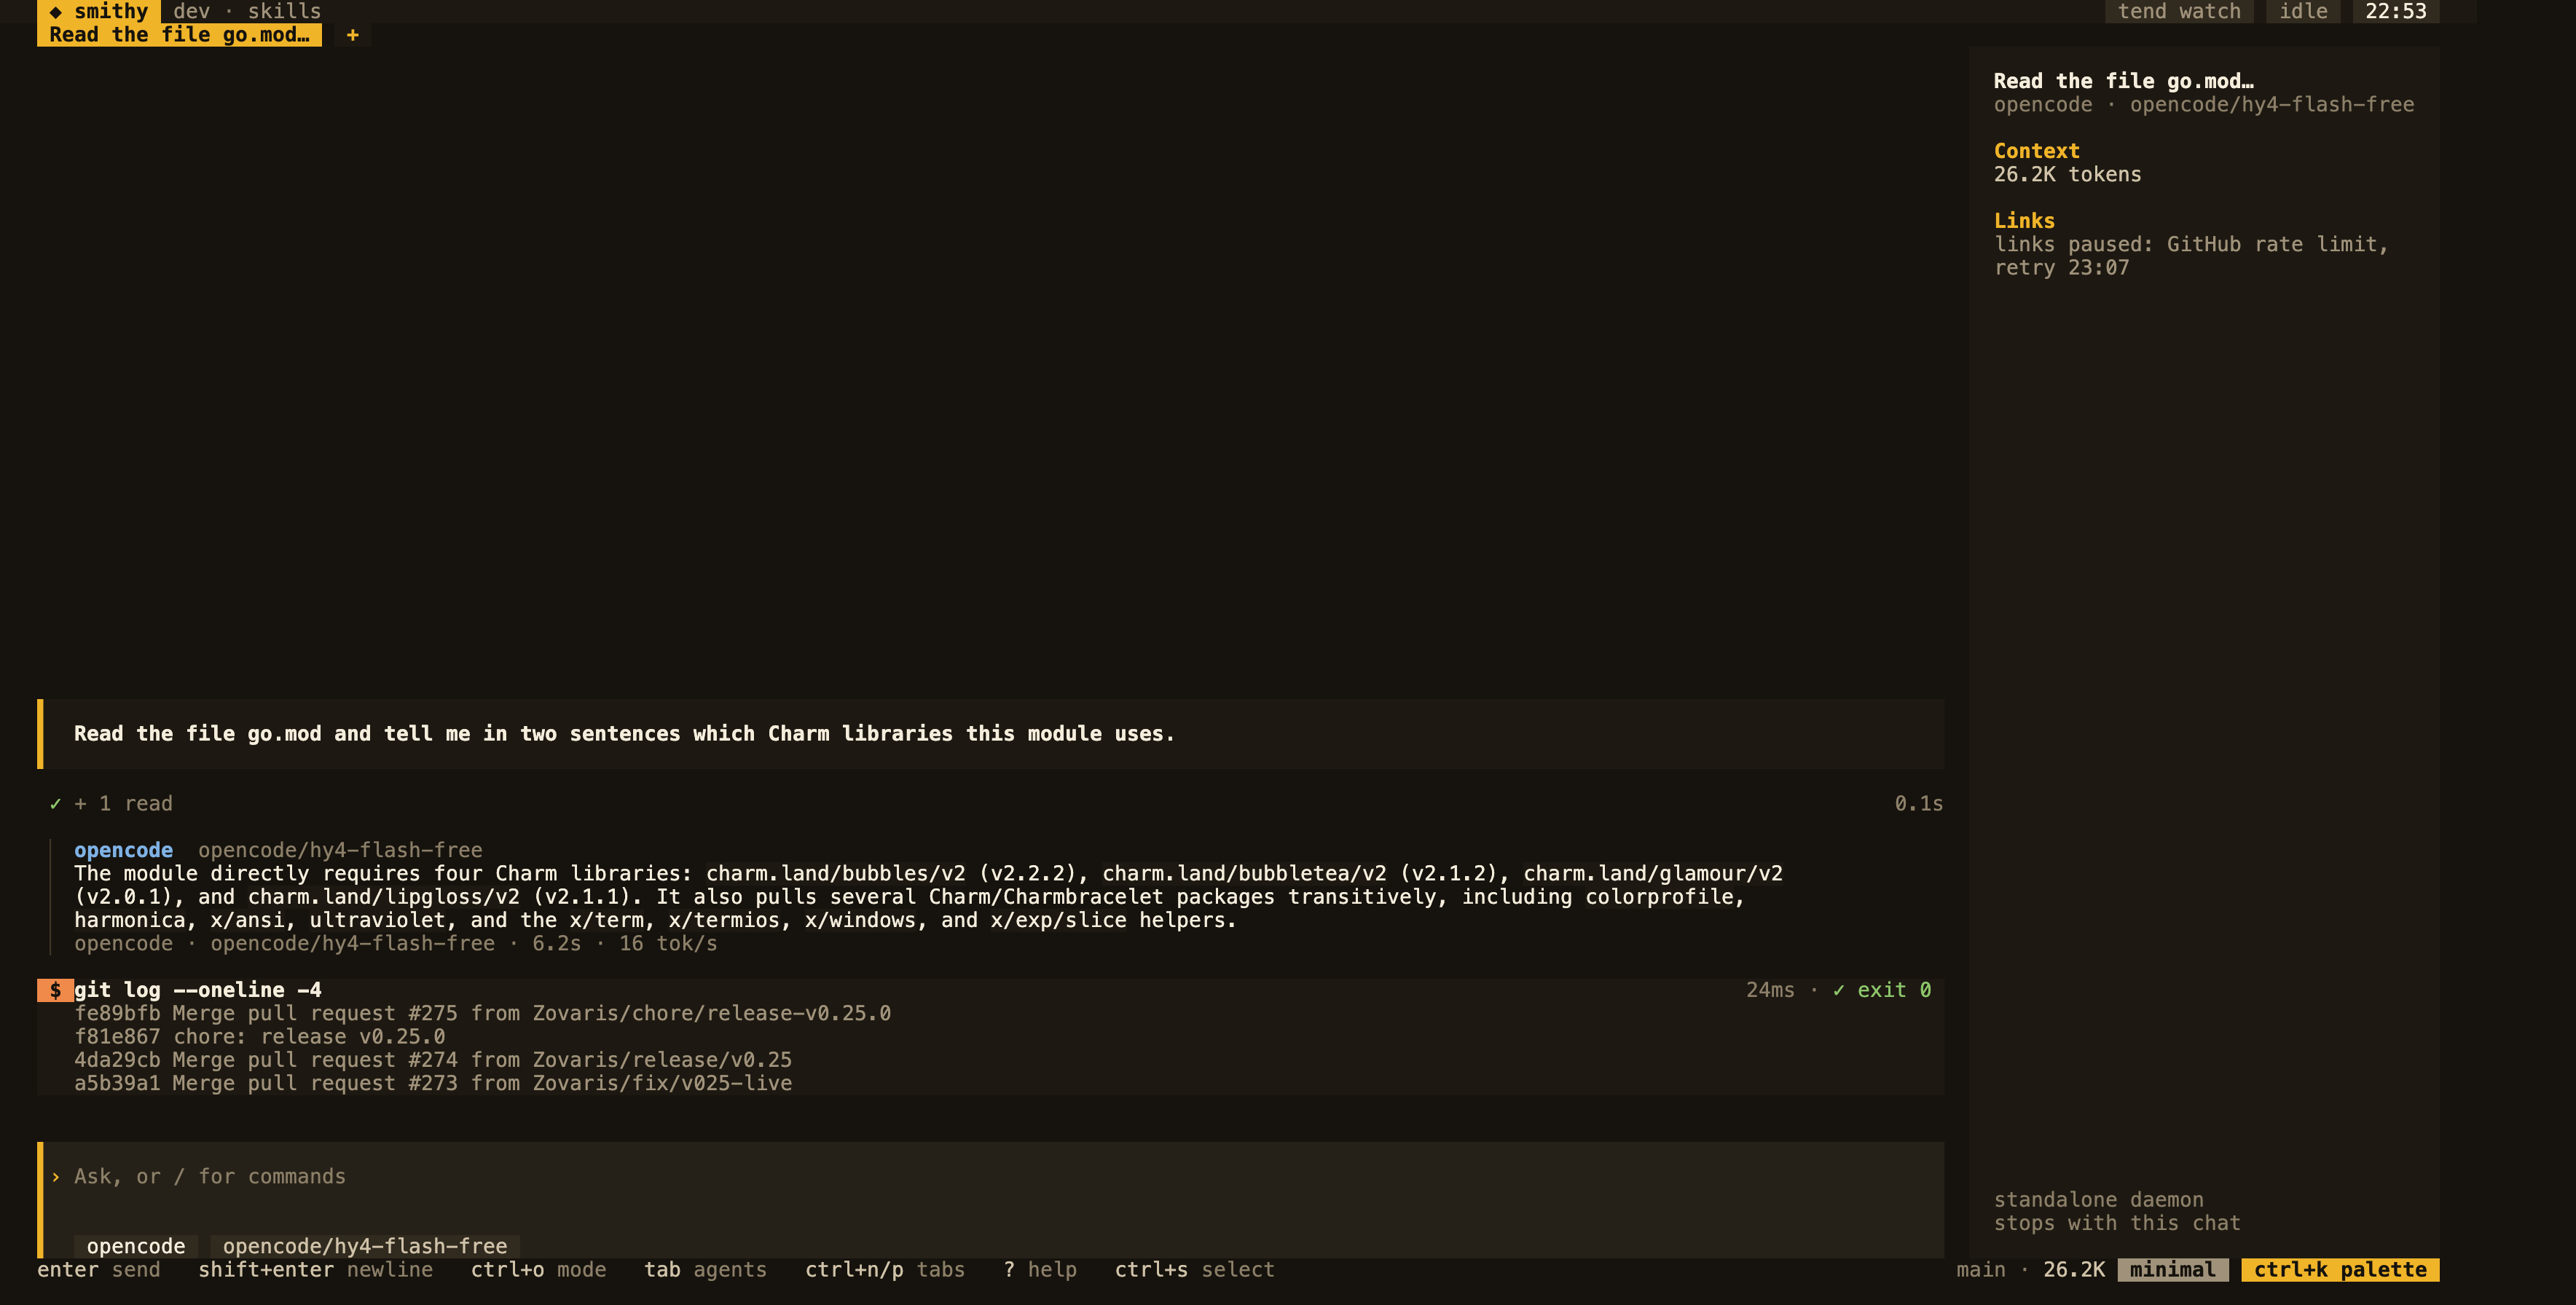 ◆ smithy dev · skills tend watch idle 22:53
Read the file go.mod… +
Read the file go.mod…
opencode · opencode/hy4-flash-free
Context
26.2K tokens
Links
links paused: GitHub rate limit,
retry 23:07
Read the file go.mod and tell me in two sentences which Charm libraries this module uses.
✓ + 1 read 0.1s
opencode opencode/hy4-flash-free
The module directly requires four Charm libraries: charm.land/bubbles/v2 (v2.2.2), charm.land/bubbletea/v2 (v2.1.2), charm.land/glamour/v2
(v2.0.1), and charm.land/lipgloss/v2 (v2.1.1). It also pulls several Charm/Charmbracelet packages transitively, including colorprofile,
harmonica, x/ansi, ultraviolet, and the x/term, x/termios, x/windows, and x/exp/slice helpers.
opencode · opencode/hy4-flash-free · 6.2s · 16 tok/s
$ git log --oneline -4 24ms · ✓ exit 0
fe89bfb Merge pull request #275 from Zovaris/chore/release-v0.25.0
f81e867 chore: release v0.25.0
4da29cb Merge pull request #274 from Zovaris/release/v0.25
a5b39a1 Merge pull request #273 from Zovaris/fix/v025-live
› Ask, or / for commands
opencode opencode/hy4-flash-free
standalone daemon
stops with this chat
enter send shift+enter newline ctrl+o mode tab agents ctrl+n/p tabs ? help ctrl+s select main · 26.2K minimal ctrl+k palette